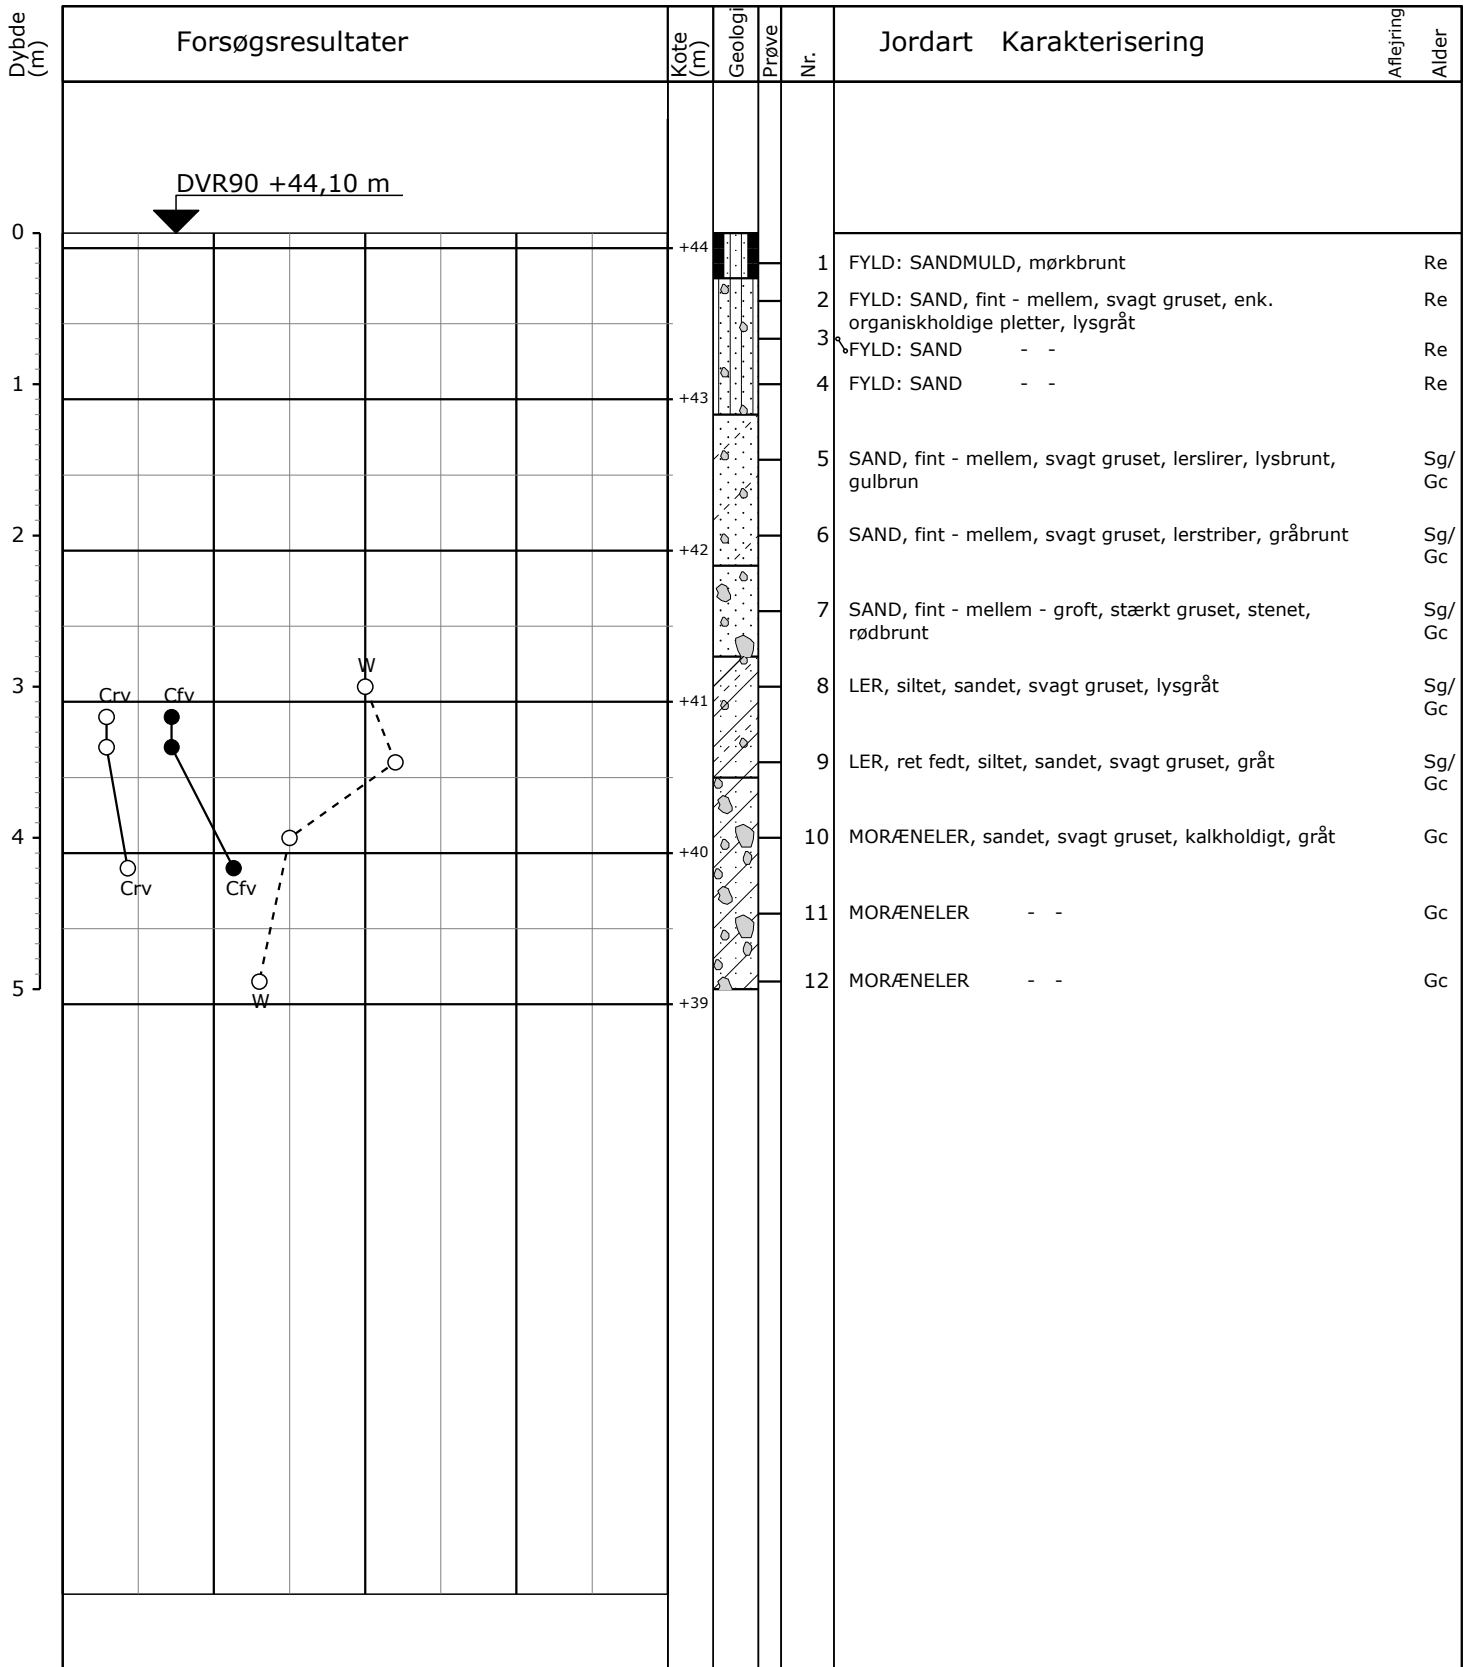 Dybde (m)
Forsøgsresultater
Kote (m)
Geologi
Prøve
Nr.
Jordart Karakterisering
Aflejring
Alder
DVR90 +44,10 m
0
+44
1 FYLD: SANDMULD, mørkbrunt Re
2 FYLD: SAND, fint - mellem, svagt gruset, enk. Re
organiskholdige pletter, lysgråt
3
FYLD: SAND - - Re
1
4 FYLD: SAND - - Re
+43
5 SAND, fint - mellem, svagt gruset, lerslirer, lysbrunt, Sg/
gulbrun Gc
2
6 SAND, fint - mellem, svagt gruset, lerstriber, gråbrunt Sg/
+42
Gc
7 SAND, fint - mellem - groft, stærkt gruset, stenet, Sg/
rødbrunt Gc
W
3
8 LER, siltet, sandet, svagt gruset, lysgråt Sg/
Crv Cfv
+41
Gc
9 LER, ret fedt, siltet, sandet, svagt gruset, gråt Sg/
Gc
4
10 MORÆNELER, sandet, svagt gruset, kalkholdigt, gråt Gc
+40
Crv Cfv
11 MORÆNELER - - Gc
5
12 MORÆNELER - - Gc
W
+39